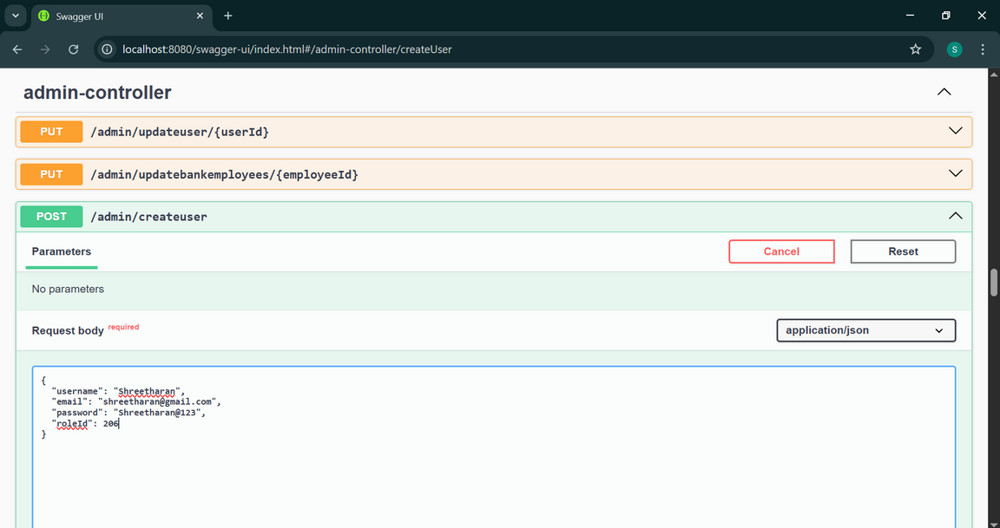 Swagger UI
localhost:8080/swagger-ui/index.html#/admin-controller/createUser
S
admin-controller
PUT /admin/updateuser/{userId}
PUT /admin/updatebankemployees/{employeeId}
POST /admin/createuser
Parameters Cancel Reset
No parameters
Request body required application/json
{
"username": "Shreetharan",
"email": "shreetharan@gmail.com",
"password": "Shreetharan@123",
"roleId": 206
}